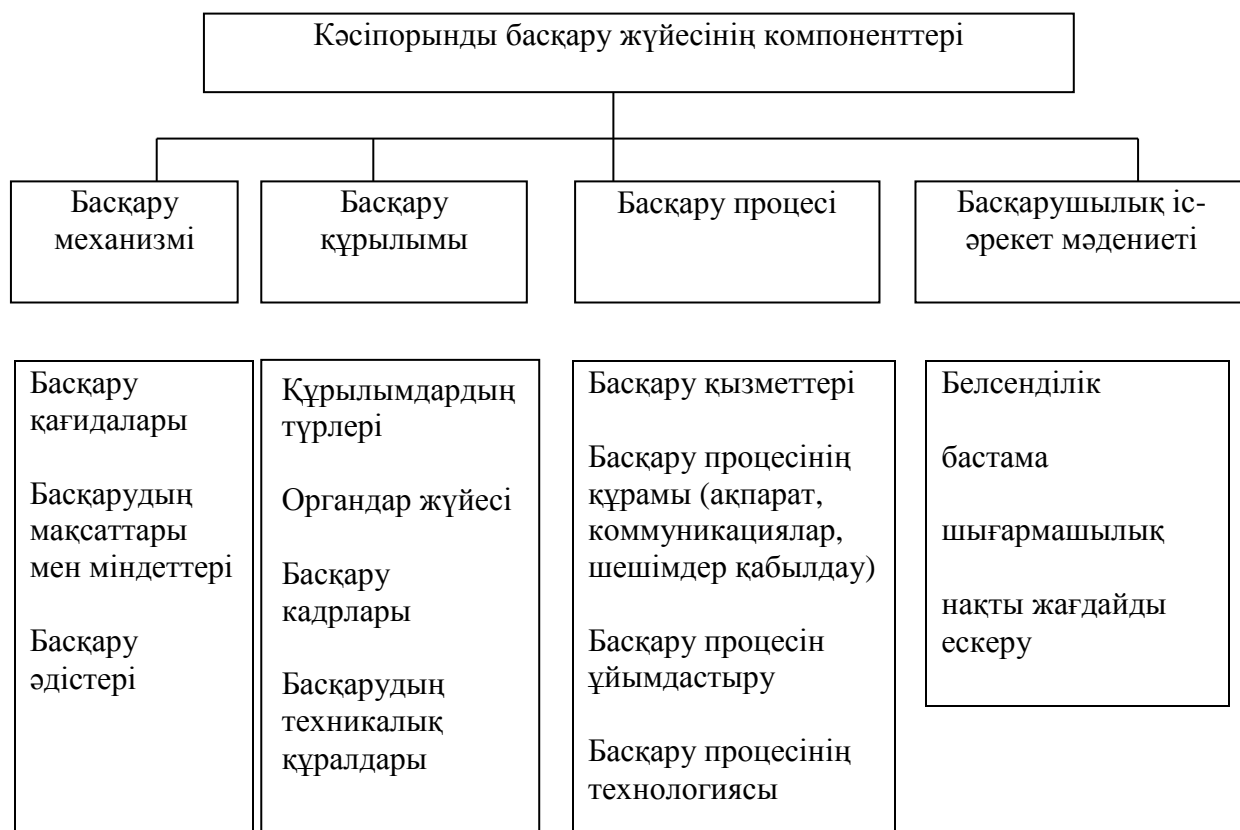 Кәсіпорынды басқару жүйесінің компоненттері
Басқару
механизмі
Басқару
құрылымы
Басқару процесі
Басқарушылық іс-
әрекет мәдениеті
Басқару
қағидалары
Басқарудың
мақсаттары
мен міндеттері
Басқару
әдістері
Құрылымдардың
түрлері
Органдар жүйесі
Басқару
кадрлары
Басқарудың
техникалық
құралдары
Басқару қызметтері
Басқару процесінің
құрамы (ақпарат,
коммуникациялар,
шешімдер қабылдау)
Басқару процесін
ұйымдастыру
Басқару процесінің
технологиясы
Белсенділік
бастама
шығармашылық
нақты жағдайды
ескеру